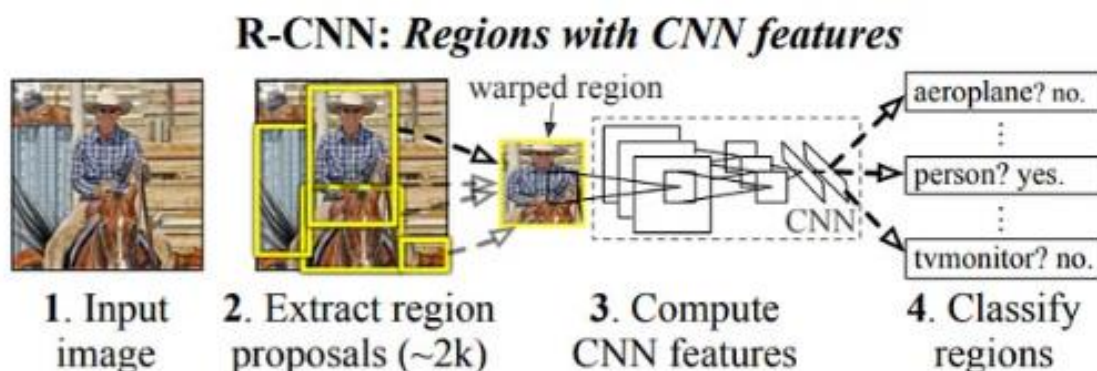 R-CNN: Regions with CNN features
warped region
aeroplane? no.
person? yes.
tvmonitor? no.
CNN
1. Input
image
2. Extract region
proposals (~2k)
3. Compute
CNN features
4. Classify
regions